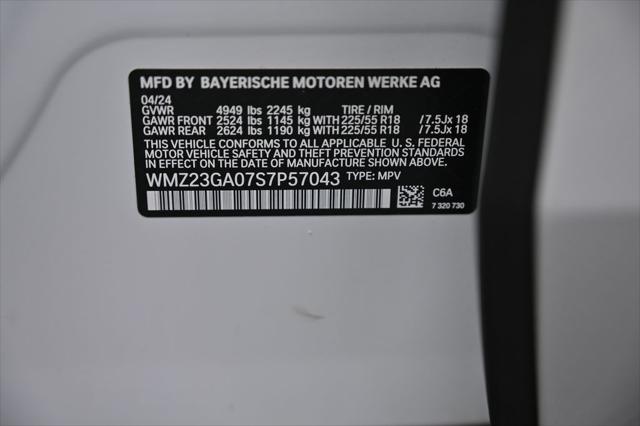 MFD BY BAYERISCHE MOTOREN WERKE AG
04/24
GVWR 4949 lbs 2245 kg TIRE / RIM
GAWR FRONT 2524 lbs 1145 kg WITH 225/55 R18 / 7.5Jx 18
GAWR REAR 2624 lbs 1190 kg WITH 225/55 R18 / 7.5Jx 18
THIS VEHICLE CONFORMS TO ALL APPLICABLE U. S. FEDERAL
MOTOR VEHICLE SAFETY AND THEFT PREVENTION STANDARDS
IN EFFECT ON THE DATE OF MANUFACTURE SHOWN ABOVE.
WMZ23GA07S7P57043 TYPE: MPV
C6A
7 320 730